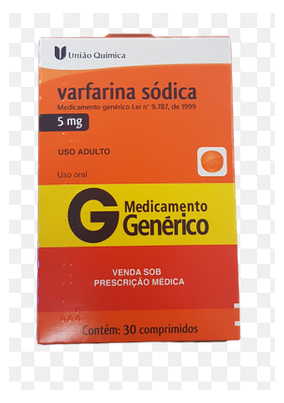 União Química
varfarina sódica
Medicamento genérico Lei nº 9.787, de 1999
5 mg
USO ADULTO
Uso oral
G Medicamento
Genérico
VENDA SOB
PRESCRIÇÃO MÉDICA
Contém: 30 comprimidos